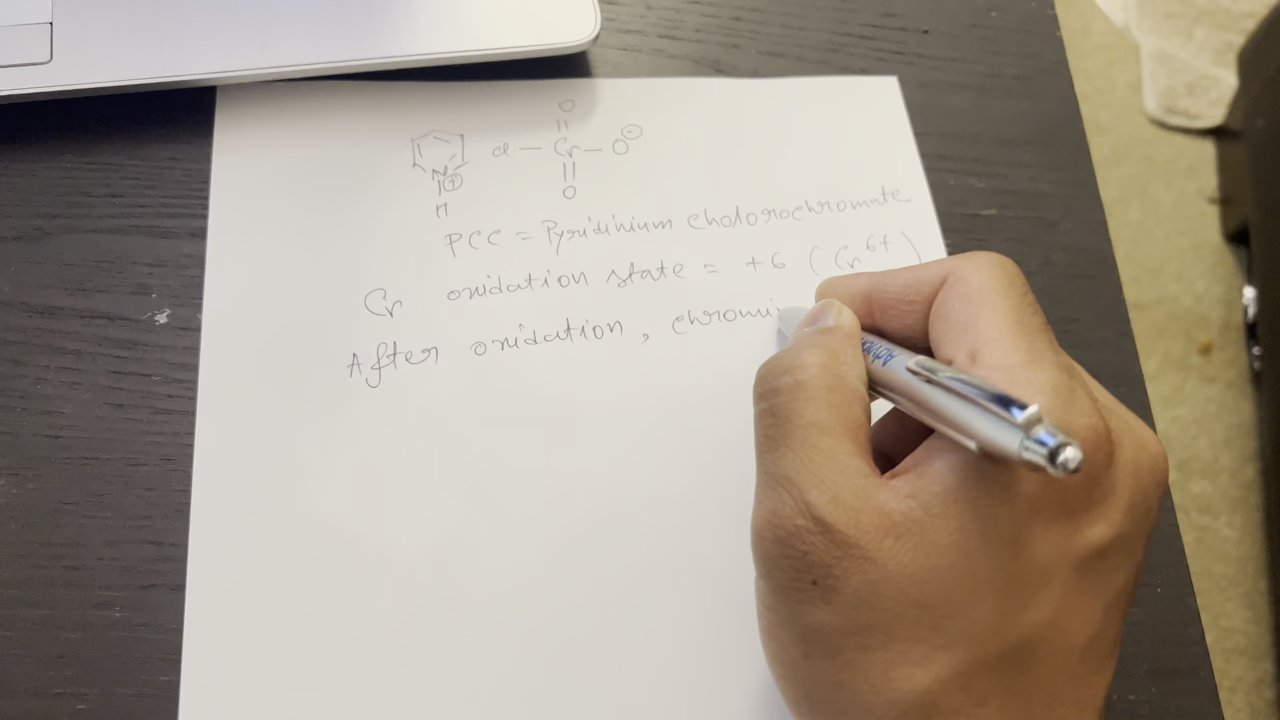 O
||
Cl — Cr — O⊖
||
O
N⊕
|
H
PCC = Pyridinium cholorochromate
Cr oxidation state = +6 (Cr6+)
After oxidation, chromi